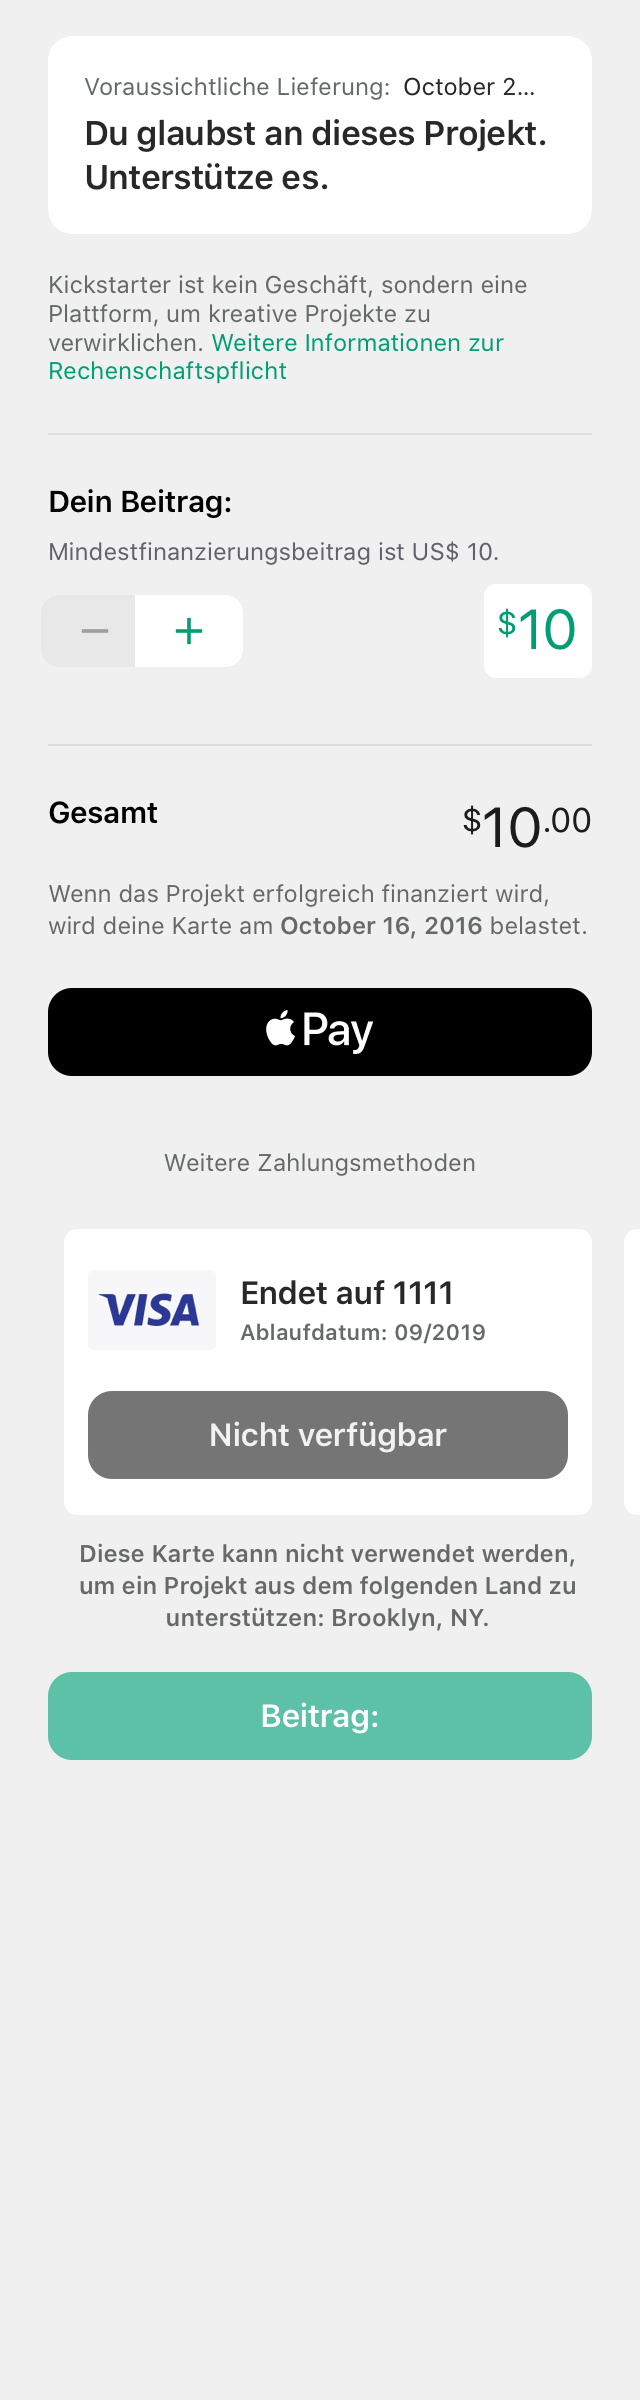 Voraussichtliche Lieferung: October 2...
Du glaubst an dieses Projekt.
Unterstütze es.
Kickstarter ist kein Geschäft, sondern eine
Plattform, um kreative Projekte zu
verwirklichen. Weitere Informationen zur
Rechenschaftspflicht
Dein Beitrag:
Mindestfinanzierungsbeitrag ist US$ 10.
− +
$10
Gesamt
$10.00
Wenn das Projekt erfolgreich finanziert wird,
wird deine Karte am October 16, 2016 belastet.
Pay
Weitere Zahlungsmethoden
VISA
Endet auf 1111
Ablaufdatum: 09/2019
Nicht verfügbar
Diese Karte kann nicht verwendet werden,
um ein Projekt aus dem folgenden Land zu
unterstützen: Brooklyn, NY.
Beitrag: